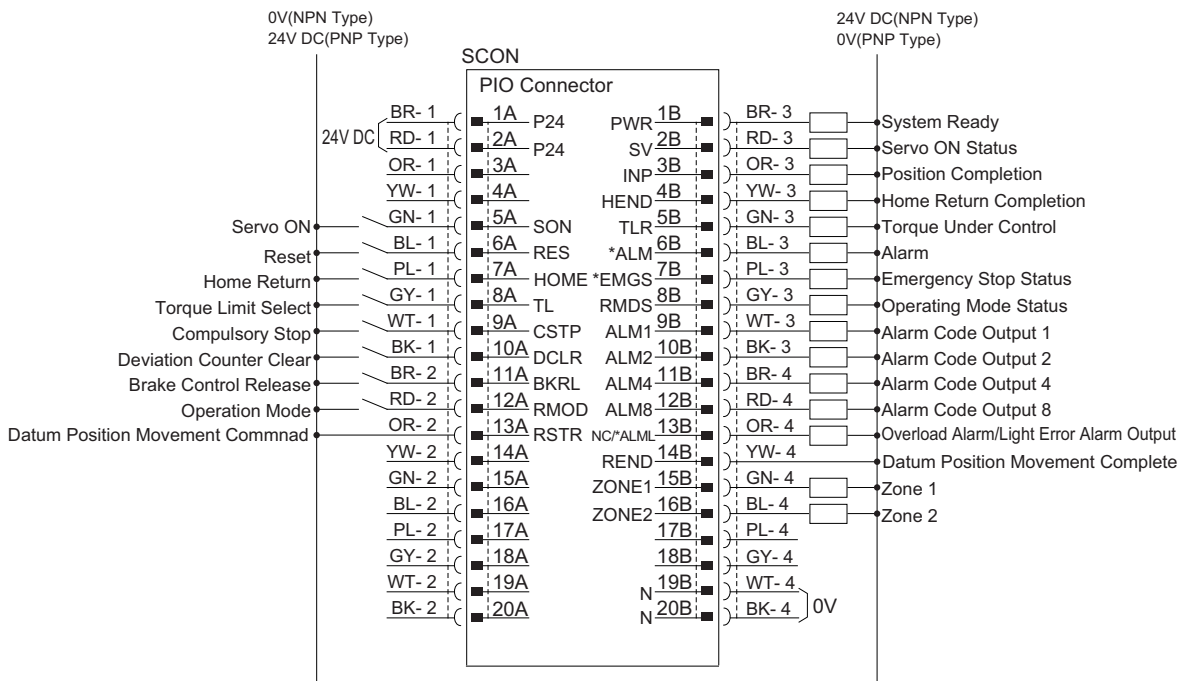 0V(NPN Type)
24V DC(PNP Type)
24V DC(NPN Type)
0V(PNP Type)
SCON
PIO Connector
BR- 1 1A P24 PWR 1B BR- 3 System Ready
24V DC RD- 1 2A P24 SV 2B RD- 3 Servo ON Status
OR- 1 3A INP 3B OR- 3 Position Completion
YW- 1 4A HEND 4B YW- 3 Home Return Completion
Servo ON GN- 1 5A SON TLR 5B GN- 3 Torque Under Control
Reset BL- 1 6A RES *ALM 6B BL- 3 Alarm
Home Return PL- 1 7A HOME *EMGS 7B PL- 3 Emergency Stop Status
Torque Limit Select GY- 1 8A TL RMDS 8B GY- 3 Operating Mode Status
Compulsory Stop WT- 1 9A CSTP ALM1 9B WT- 3 Alarm Code Output 1
Deviation Counter Clear BK- 1 10A DCLR ALM2 10B BK- 3 Alarm Code Output 2
Brake Control Release BR- 2 11A BKRL ALM4 11B BR- 4 Alarm Code Output 4
Operation Mode RD- 2 12A RMOD ALM8 12B RD- 4 Alarm Code Output 8
Datum Position Movement Commnad OR- 2 13A RSTR NC/*ALML 13B OR- 4 Overload Alarm/Light Error Alarm Output
YW- 2 14A REND 14B YW- 4 Datum Position Movement Complete
GN- 2 15A ZONE1 15B GN- 4 Zone 1
BL- 2 16A ZONE2 16B BL- 4 Zone 2
PL- 2 17A 17B PL- 4
GY- 2 18A 18B GY- 4
WT- 2 19A N 19B WT- 4 0V
BK- 2 20A N 20B BK- 4